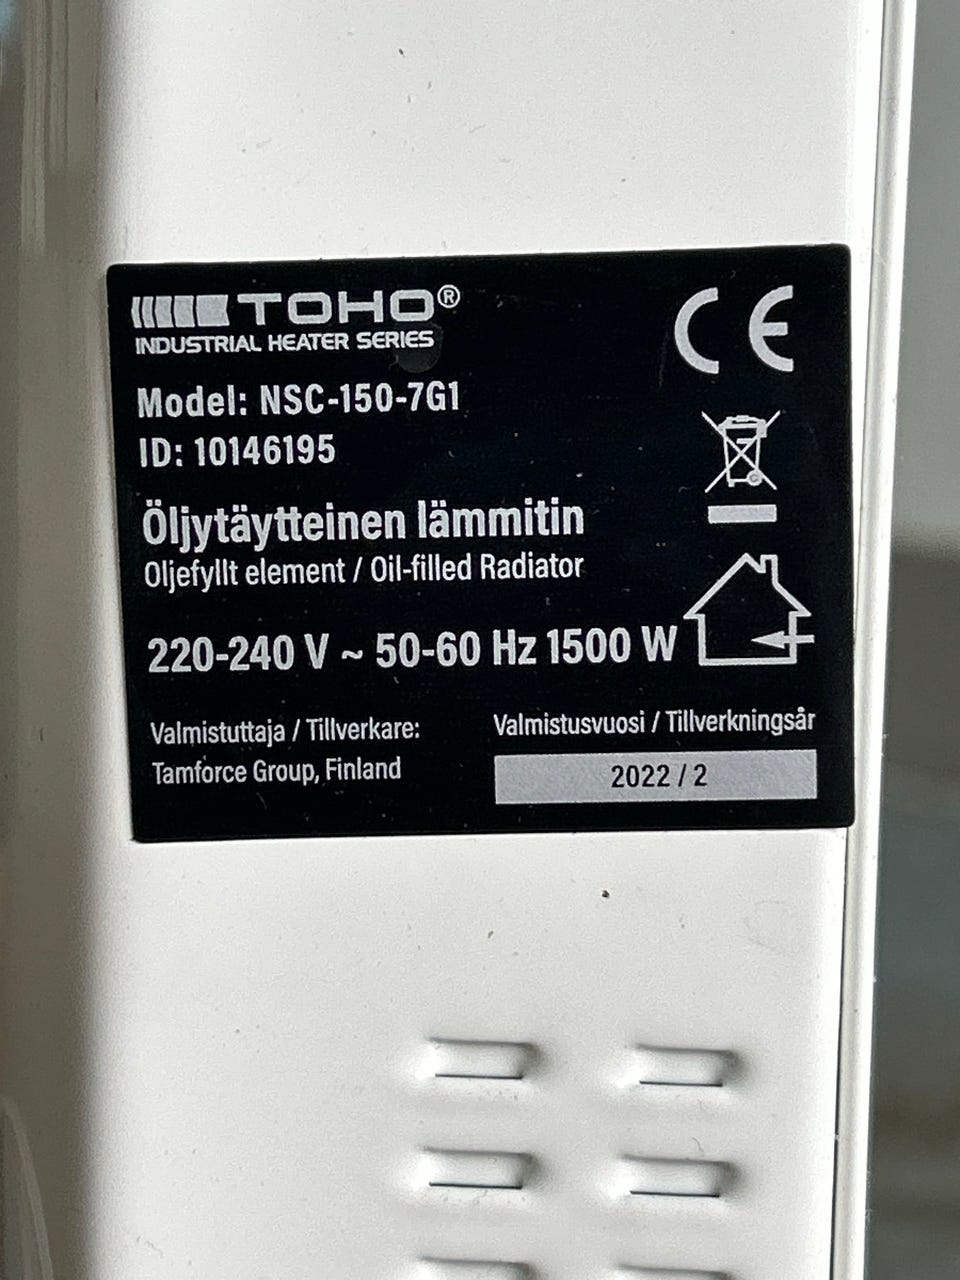 TOHO®
INDUSTRIAL HEATER SERIES
CE
Model: NSC-150-7G1
ID: 10146195
Öljytäytteinen lämmitin
Oljefyllt element / Oil-filled Radiator
220-240 V ~ 50-60 Hz 1500 W
Valmistuttaja / Tillverkare:
Tamforce Group, Finland
Valmistusvuosi / Tillverkningsår
2022 / 2